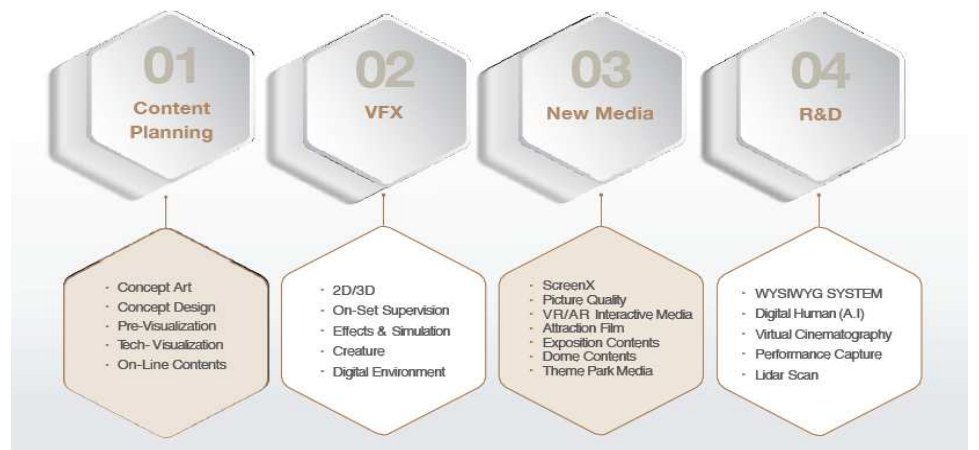 01
Content
Planning
02
VFX
03
New Media
04
R&D
· Concept Art
· Concept Design
· Pre-Visualization
· Tech- Visualization
· On-Line Contents
· 2D/3D
· On-Set Supervision
· Effects & Simulation
· Creature
· Digital Environment
· ScreenX
· Picture Quality
· VR/AR Interactive Media
· Attraction Film
· Exposition Contents
· Dome Contents
· Theme Park Media
· WYSIWYG SYSTEM
· Digital Human (A.I)
· Virtual Cinematography
· Performance Capture
· Lidar Scan